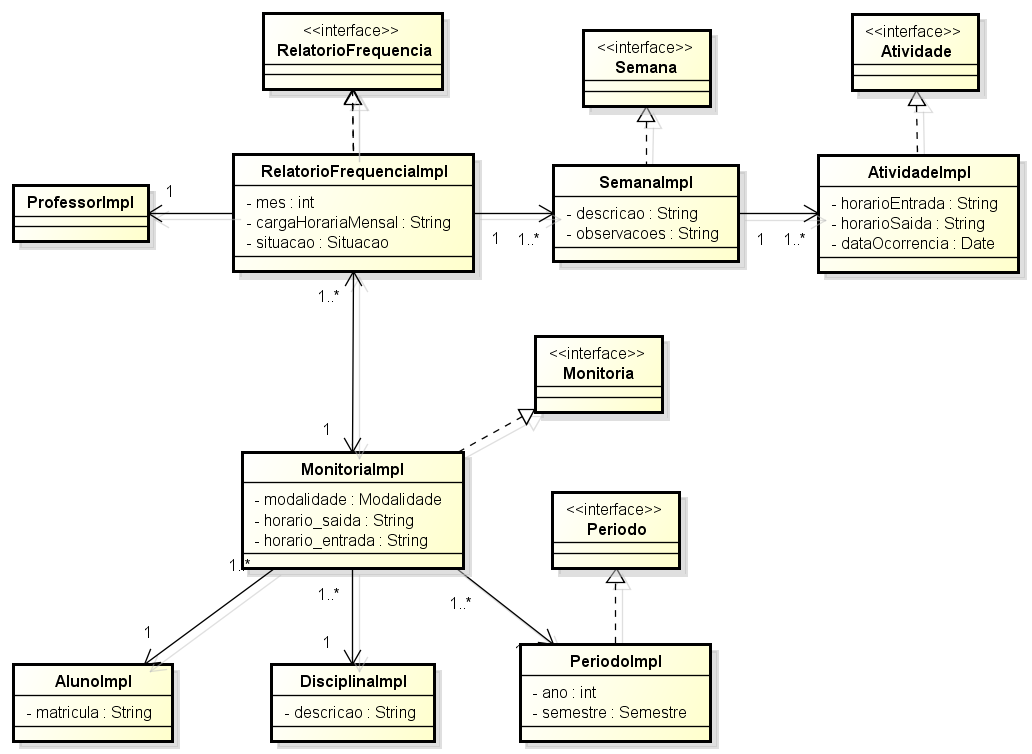 <<interface>>
RelatorioFrequencia
<<interface>>
Semana
<<interface>>
Atividade
ProfessorImpl
1
RelatorioFrequenciaImpl
- mes : int
- cargaHorariaMensal : String
- situacao : Situacao
1
1..*
SemanaImpl
- descricao : String
- observacoes : String
1
1..*
AtividadeImpl
- horarioEntrada : String
- horarioSaida : String
- dataOcorrencia : Date
1..*
1
<<interface>>
Monitoria
MonitoriaImpl
- modalidade : Modalidade
- horario_saida : String
- horario_entrada : String
<<interface>>
Periodo
1..*
1..*
1..*
1
1
AlunoImpl
- matricula : String
DisciplinaImpl
- descricao : String
PeriodoImpl
- ano : int
- semestre : Semestre